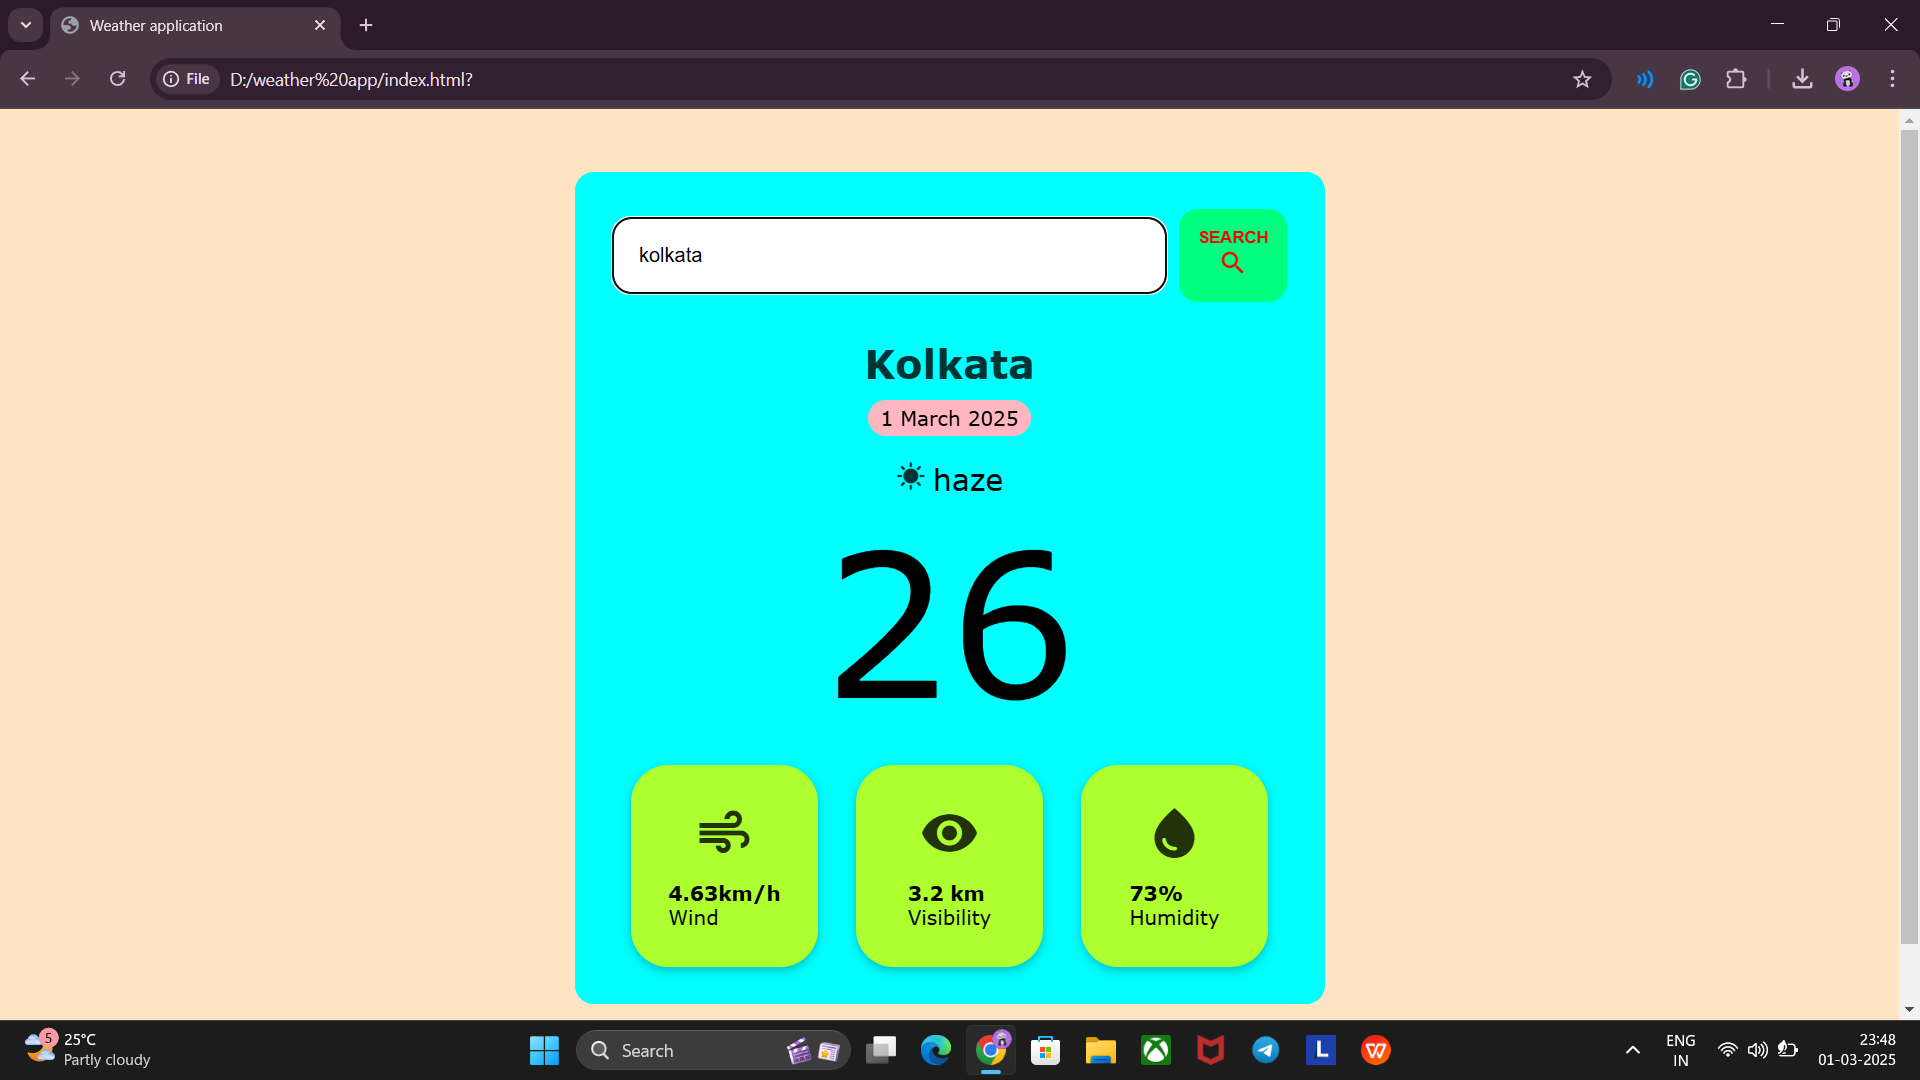 Weather application
File
D:/weather%20app/index.html?
kolkata
SEARCH
Kolkata
1 March 2025
haze
26
4.63km/h
Wind
3.2 km
Visibility
73%
Humidity
5
25°C
Partly cloudy
Search
L
W
ENG
IN
23:48
01-03-2025